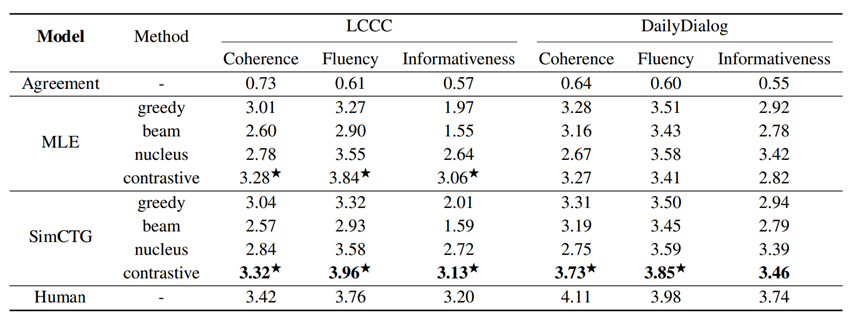 LCCC DailyDialog
Model Method
Coherence Fluency Informativeness Coherence Fluency Informativeness
Agreement - 0.73 0.61 0.57 0.64 0.60 0.55
greedy 3.01 3.27 1.97 3.28 3.51 2.92
beam 2.60 2.90 1.55 3.16 3.43 2.78
MLE
nucleus 2.78 3.55 2.64 2.67 3.58 3.42
contrastive 3.28★ 3.84★ 3.06★ 3.27 3.41 2.82
greedy 3.04 3.32 2.01 3.31 3.50 2.94
beam 2.57 2.93 1.59 3.19 3.45 2.79
SimCTG
nucleus 2.84 3.58 2.72 2.75 3.59 3.39
contrastive 3.32★ 3.96★ 3.13★ 3.73★ 3.85★ 3.46
Human - 3.42 3.76 3.20 4.11 3.98 3.74